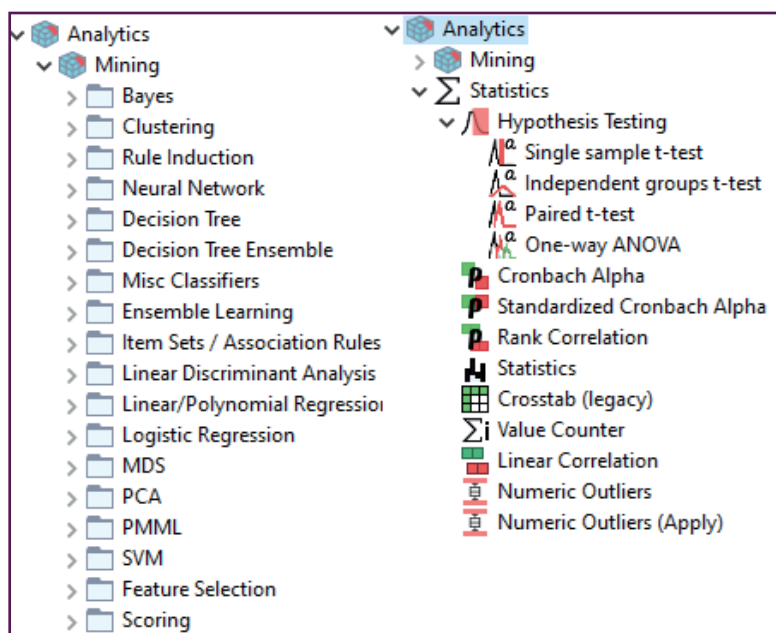 Analytics
Mining
Bayes
Clustering
Rule Induction
Neural Network
Decision Tree
Decision Tree Ensemble
Misc Classifiers
Ensemble Learning
Item Sets / Association Rules
Linear Discriminant Analysis
Linear/Polynomial Regression
Logistic Regression
MDS
PCA
PMML
SVM
Feature Selection
Scoring
Analytics
Mining
Statistics
Hypothesis Testing
Single sample t-test
Independent groups t-test
Paired t-test
One-way ANOVA
Cronbach Alpha
Standardized Cronbach Alpha
Rank Correlation
Statistics
Crosstab (legacy)
Value Counter
Linear Correlation
Numeric Outliers
Numeric Outliers (Apply)